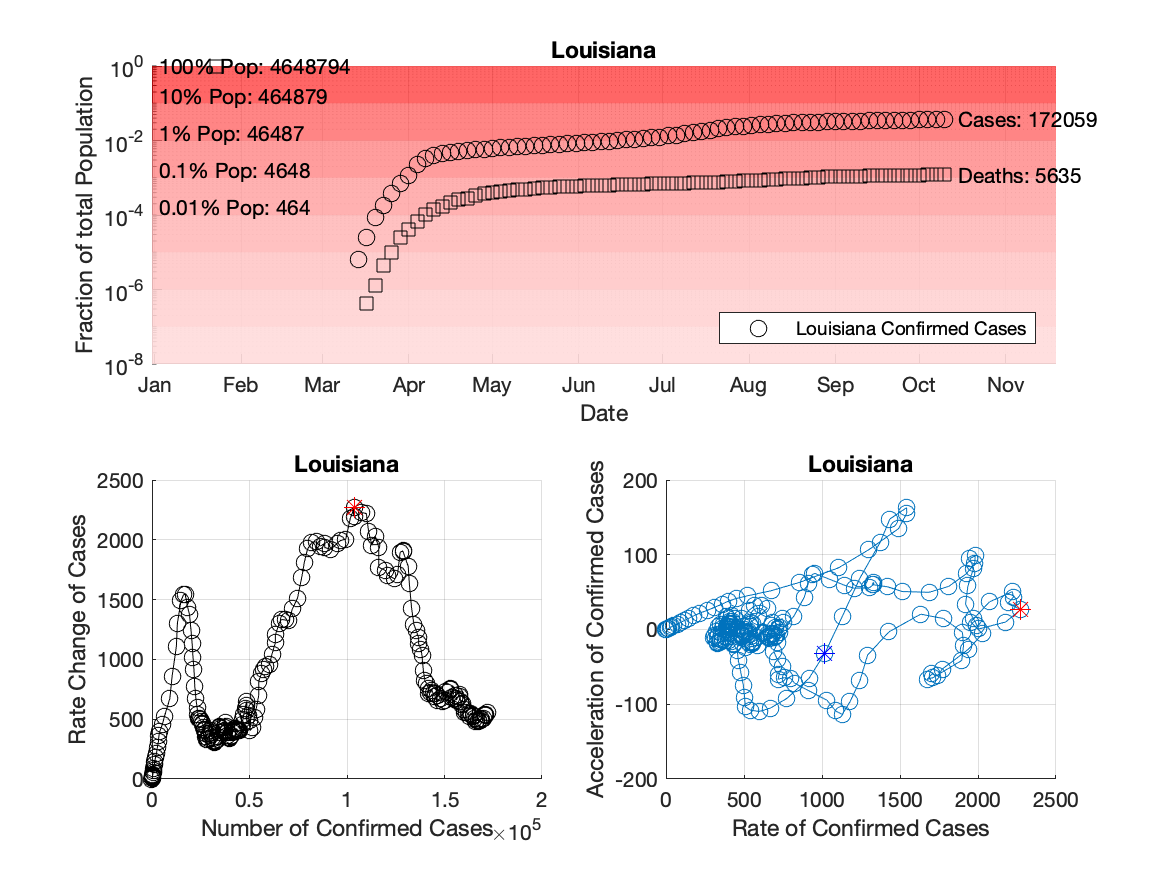 Louisiana
Fraction of total Population
10^0
10^-2
10^-4
10^-6
10^-8
100% Pop: 4648794
10% Pop: 464879
1% Pop: 46487
0.1% Pop: 4648
0.01% Pop: 464
Cases: 172059
Deaths: 5635
Louisiana Confirmed Cases
Jan Feb Mar Apr May Jun Jul Aug Sep Oct Nov
Date
Louisiana
Rate Change of Cases
2500
2000
1500
1000
500
0
0 0.5 1 1.5 2
Number of Confirmed Cases ×10^5
Louisiana
Acceleration of Confirmed Cases
200
100
0
-100
-200
0 500 1000 1500 2000 2500
Rate of Confirmed Cases